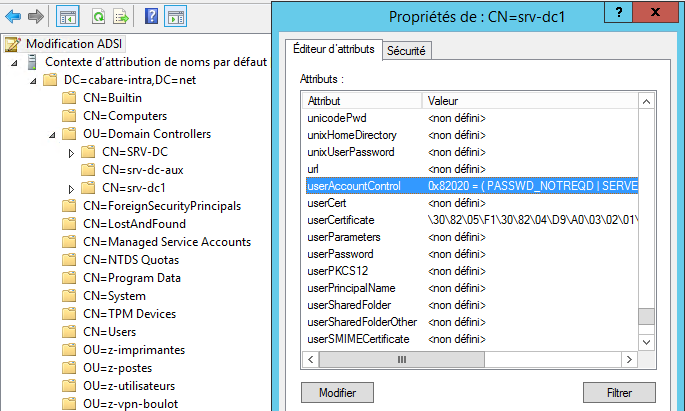 Modification ADSI
Contexte d'attribution de noms par défaut
DC=cabare-intra,DC=net
CN=Builtin
CN=Computers
OU=Domain Controllers
CN=SRV-DC
CN=srv-dc-aux
CN=srv-dc1
CN=ForeignSecurityPrincipals
CN=LostAndFound
CN=Managed Service Accounts
CN=NTDS Quotas
CN=Program Data
CN=System
CN=TPM Devices
CN=Users
OU=z-imprimantes
OU=z-postes
OU=z-utilisateurs
OU=z-vpn-boulot
Propriétés de : CN=srv-dc1
? x
Éditeur d'attributs Sécurité
Attributs :
Attribut Valeur
unicodePwd <non défini>
unixHomeDirectory <non défini>
unixUserPassword <non défini>
url <non défini>
userAccountControl 0x82020 = ( PASSWD_NOTREQD | SERVE
userCert <non défini>
userCertificate \30\82\05\F1\30\82\04\D9\A0\03\02\01\
userParameters <non défini>
userPassword <non défini>
userPKCS12 <non défini>
userPrincipalName <non défini>
userSharedFolder <non défini>
userSharedFolderOther <non défini>
userSMIMECertificate <non défini>
Modifier Filtrer